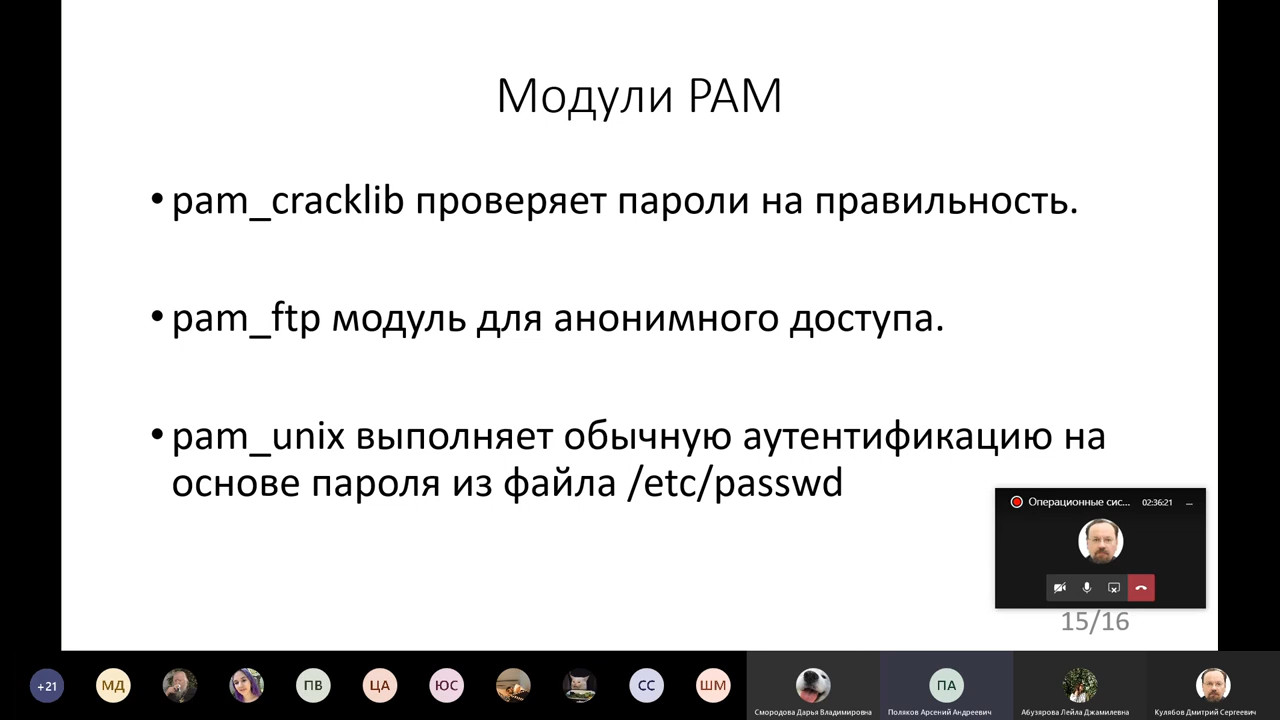 Модули PAM
• pam_cracklib проверяет пароли на правильность.
• pam_ftp модуль для анонимного доступа.
• pam_unix выполняет обычную аутентификацию на
основе пароля из файла /etc/passwd
Операционные сис... 02:36:21
15/16
+21 МД ПВ ЦА ЮС СС ШМ ПА
Смородова Дарья Владимировна Поляков Арсений Андреевич Абузярова Лейла Джамилевна Кулябов Дмитрий Сергеевич